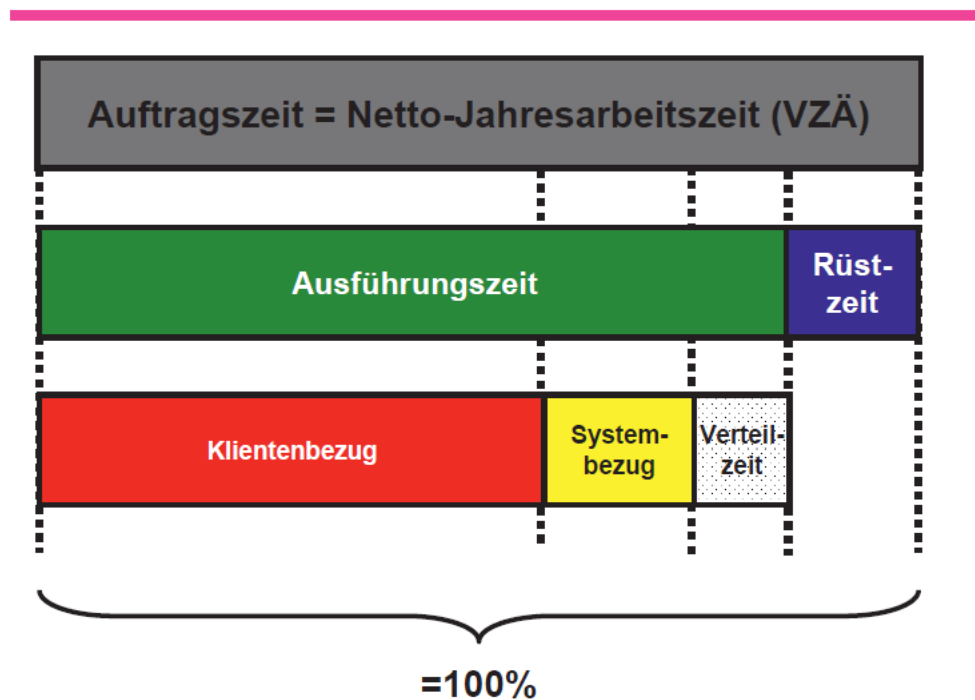 Auftragszeit = Netto-Jahresarbeitszeit (VZÄ)
Ausführungszeit
Rüst-
zeit
Klientenbezug
System-
bezug
Verteil-
zeit
=100%